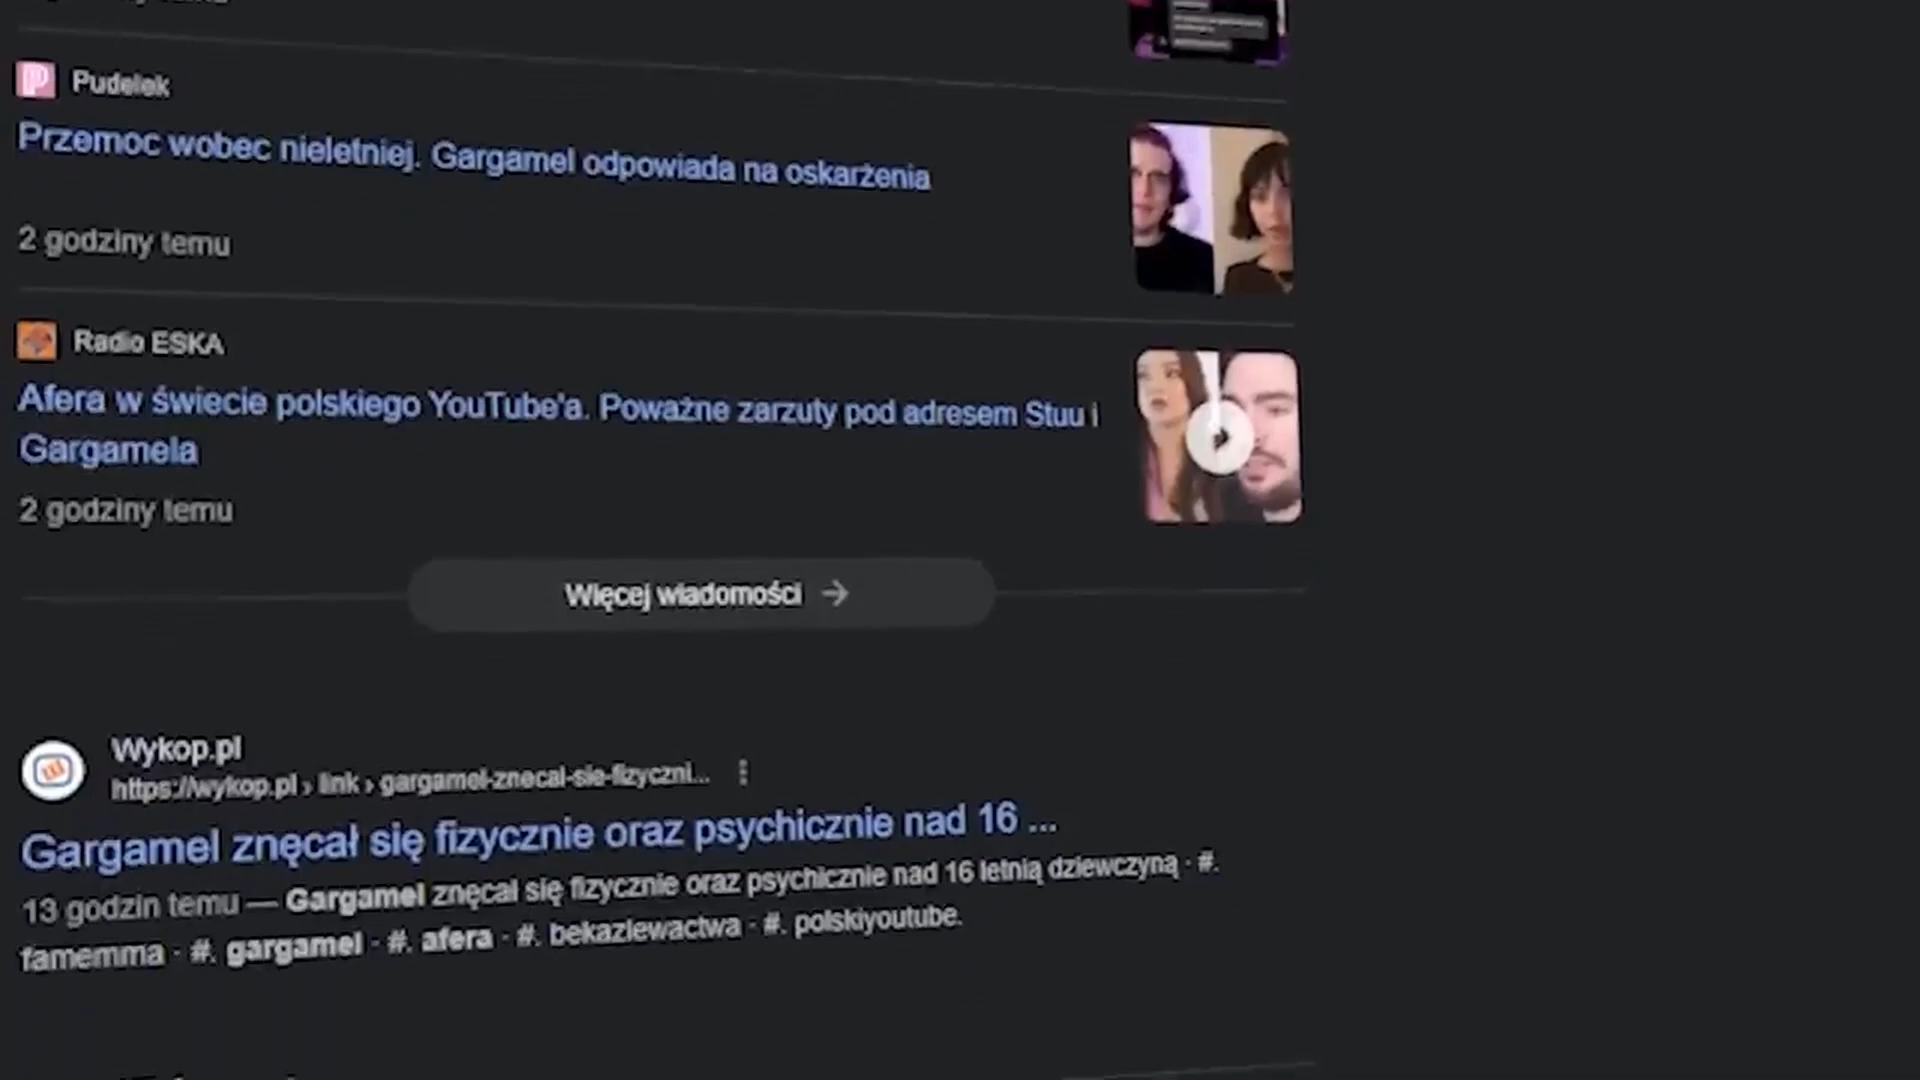 Pudelek
Przemoc wobec nieletniej. Gargamel odpowiada na oskarżenia
2 godziny temu
Radio ESKA
Afera w świecie polskiego YouTube'a. Poważne zarzuty pod adresem Stuu i
Gargamela
2 godziny temu
Więcej wiadomości →
Wykop.pl
https://wykop.pl › link › gargamel-znecal-sie-fizyczni...
Gargamel znęcał się fizycznie oraz psychicznie nad 16 ...
13 godzin temu — Gargamel znęcał się fizycznie oraz psychicznie nad 16 letnią dziewczyną · #.
famemma · #. gargamel · #. afera · #. bekazlewactwa · #. polskiyoutube.